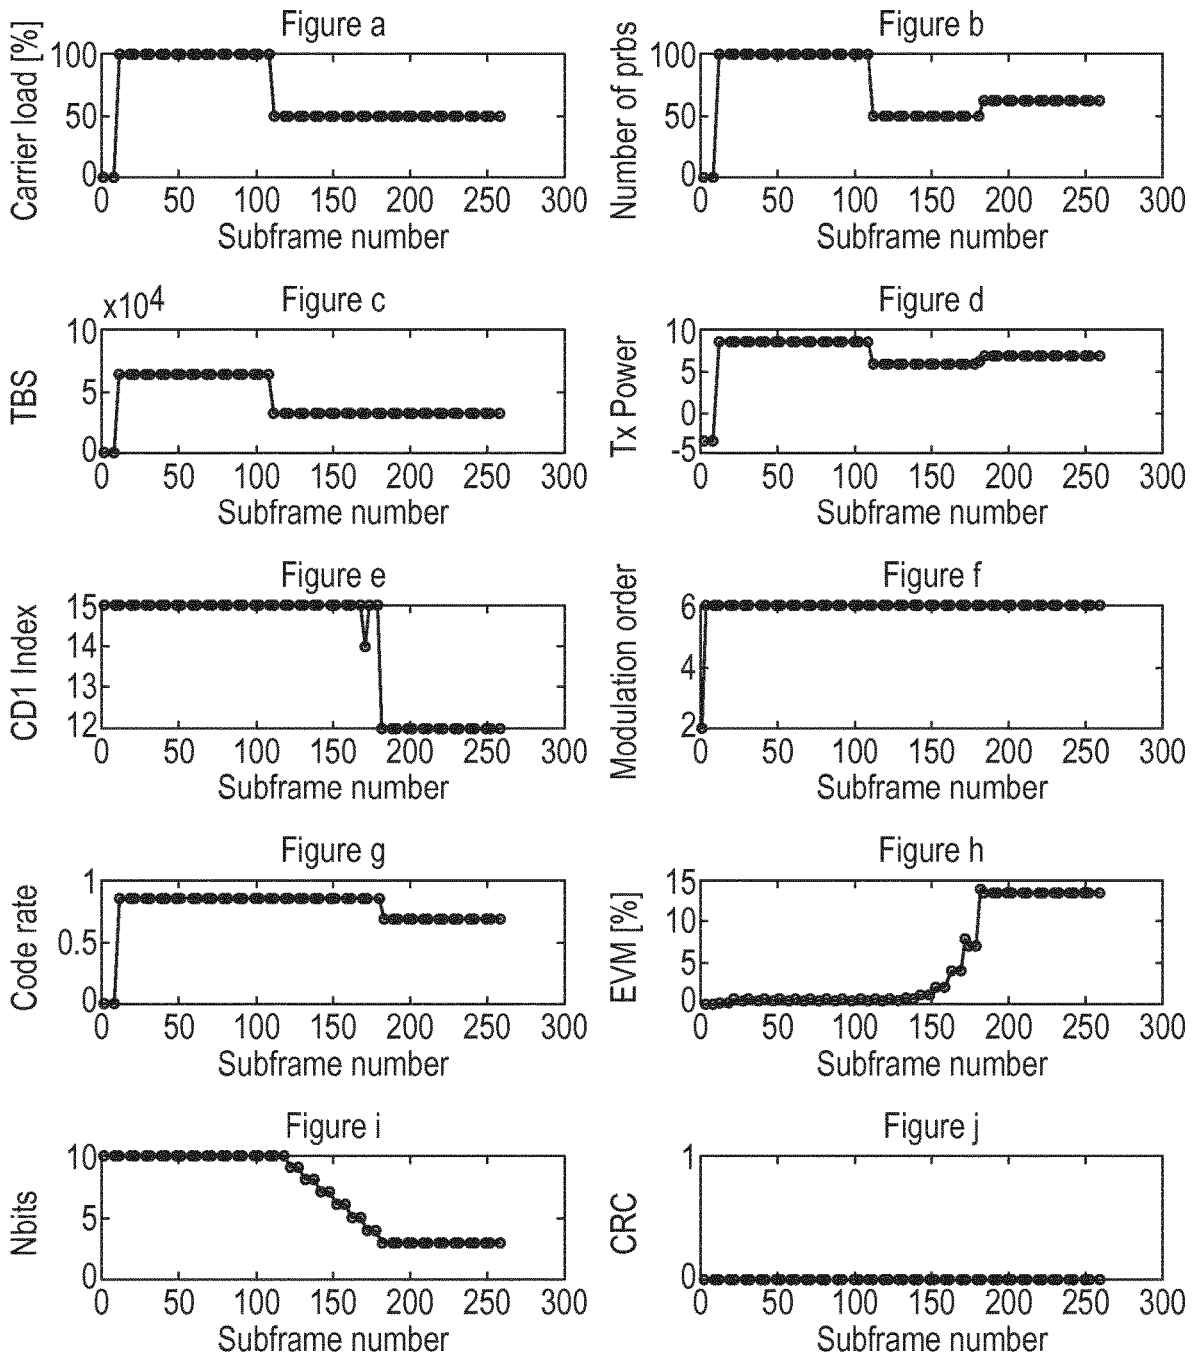 Figure a
Carrier load [%]
100
50
0
0 50 100 150 200 250 300
Subframe number
Figure b
Number of prbs
100
50
0
0 50 100 150 200 250 300
Subframe number
Figure c
x10^4
TBS
10
5
0
0 50 100 150 200 250 300
Subframe number
Figure d
Tx Power
10
5
0
-5
0 50 100 150 200 250 300
Subframe number
Figure e
CD1 Index
15
14
13
12
0 50 100 150 200 250 300
Subframe number
Figure f
Modulation order
6
4
2
0 50 100 150 200 250 300
Subframe number
Figure g
Code rate
1
0.5
0
0 50 100 150 200 250 300
Subframe number
Figure h
EVM [%]
15
10
5
0
0 50 100 150 200 250 300
Subframe number
Figure i
Nbits
10
5
0
0 50 100 150 200 250 300
Subframe number
Figure j
CRC
1
0
0 50 100 150 200 250 300
Subframe number